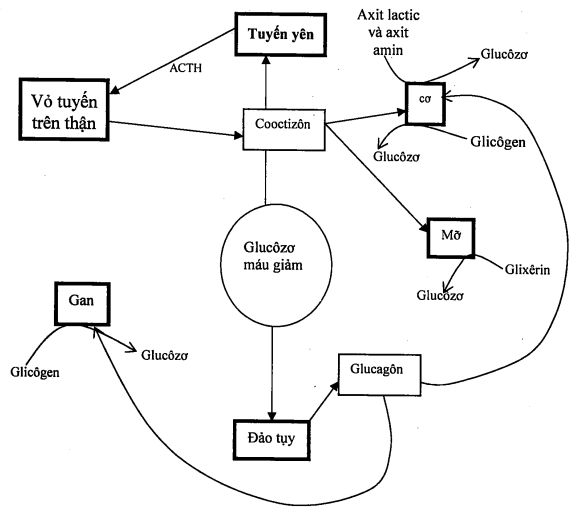 Axit lactic
và axit
amin
Glucôzơ
Tuyến yên
ACTH
Vỏ tuyến
trên thận
Cooctizôn
cơ
Glucôzơ
Glicôgen
Glucôzơ
máu giảm
Mỡ
Glixêrin
Glucôzơ
Gan
Glicôgen
Glucôzơ
Glucagôn
Đảo tụy